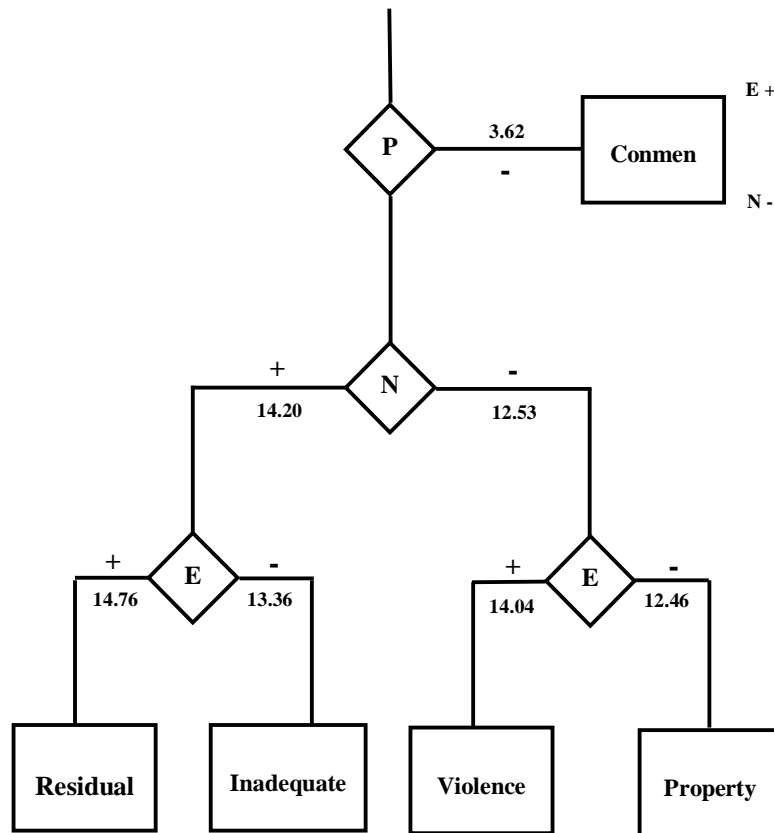 E +
3.62
P
Conmen
-
N -
+
-
N
14.20
12.53
+
-
+
-
E
E
14.76
13.36
14.04
12.46
Residual
Inadequate
Violence
Property